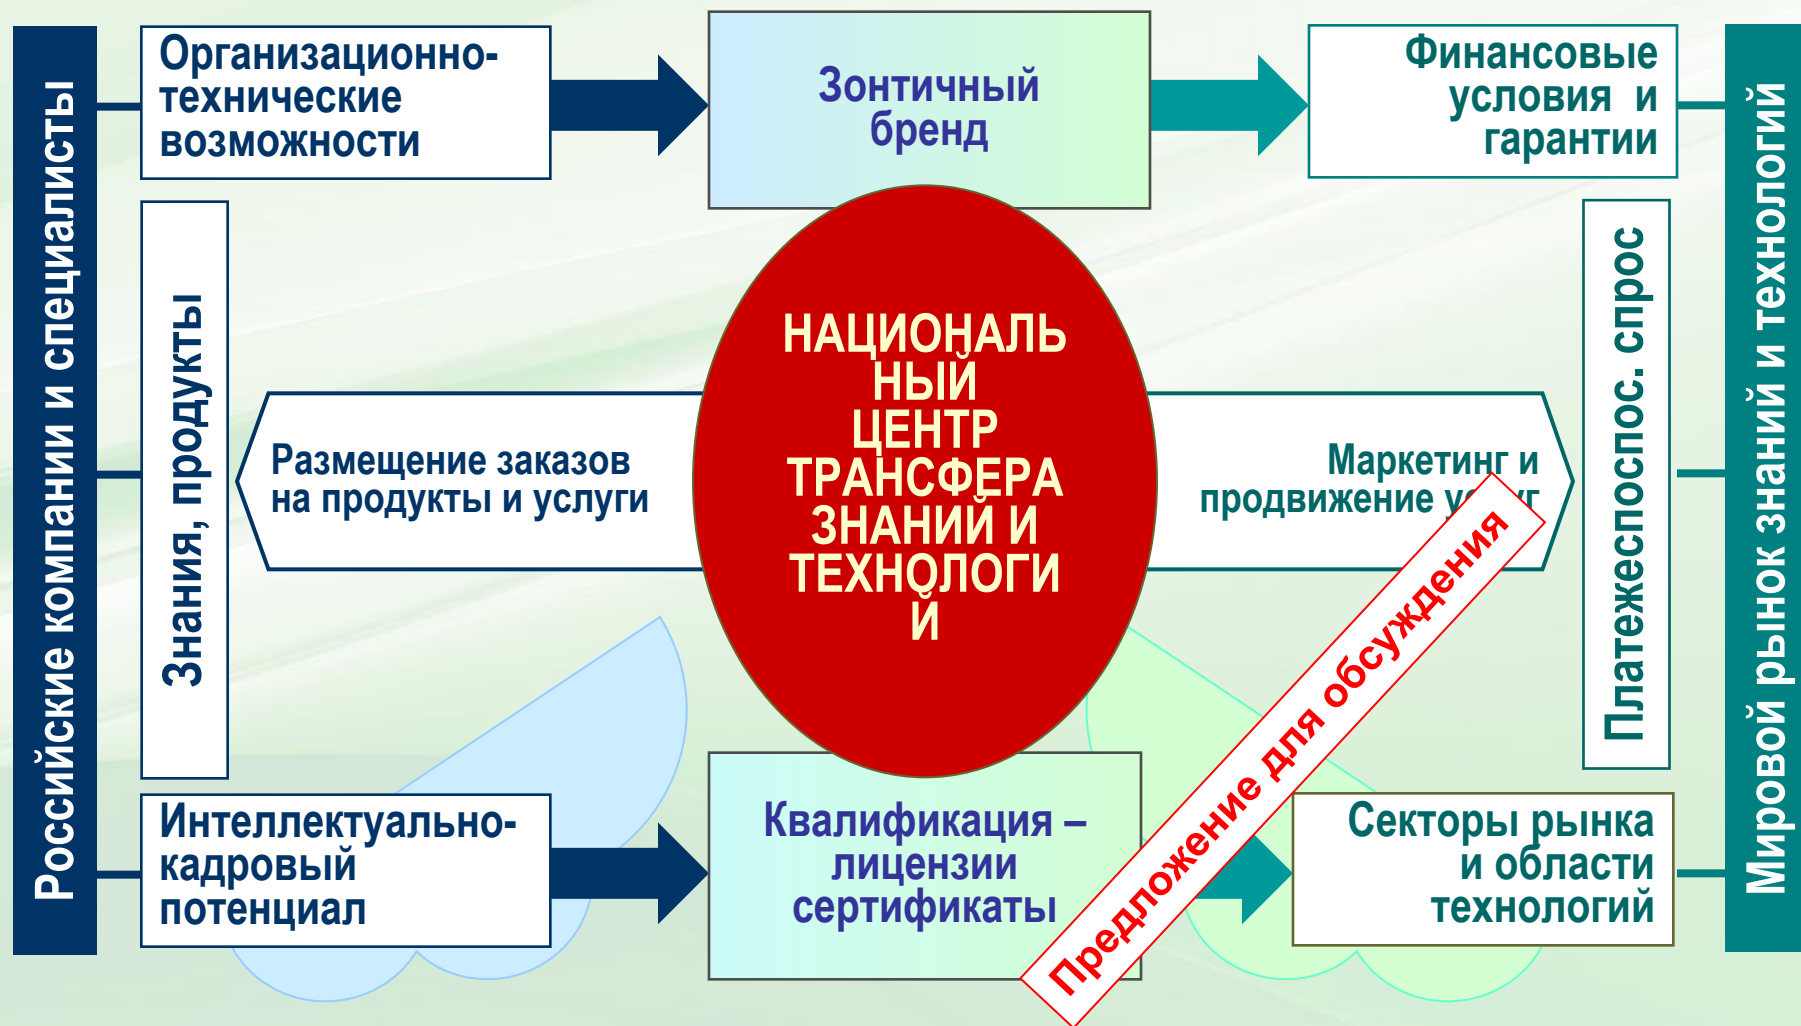 Российские компании и специалисты
Организационно-
технические
возможности
Зонтичный
бренд
Финансовые
условия и
гарантии
Мировой рынок знаний и технологий
Знания, продукты
Размещение заказов
на продукты и услуги
НАЦИОНАЛЬ
НЫЙ
ЦЕНТР
ТРАНСФЕРА
ЗНАНИЙ И
ТЕХНОЛОГИ
Й
Маркетинг и
продвижение услуг
Платежеспоспос. спрос
Предложение для обсуждения
Интеллектуально-
кадровый
потенциал
Квалификация –
лицензии
сертификаты
Секторы рынка
и области
технологий